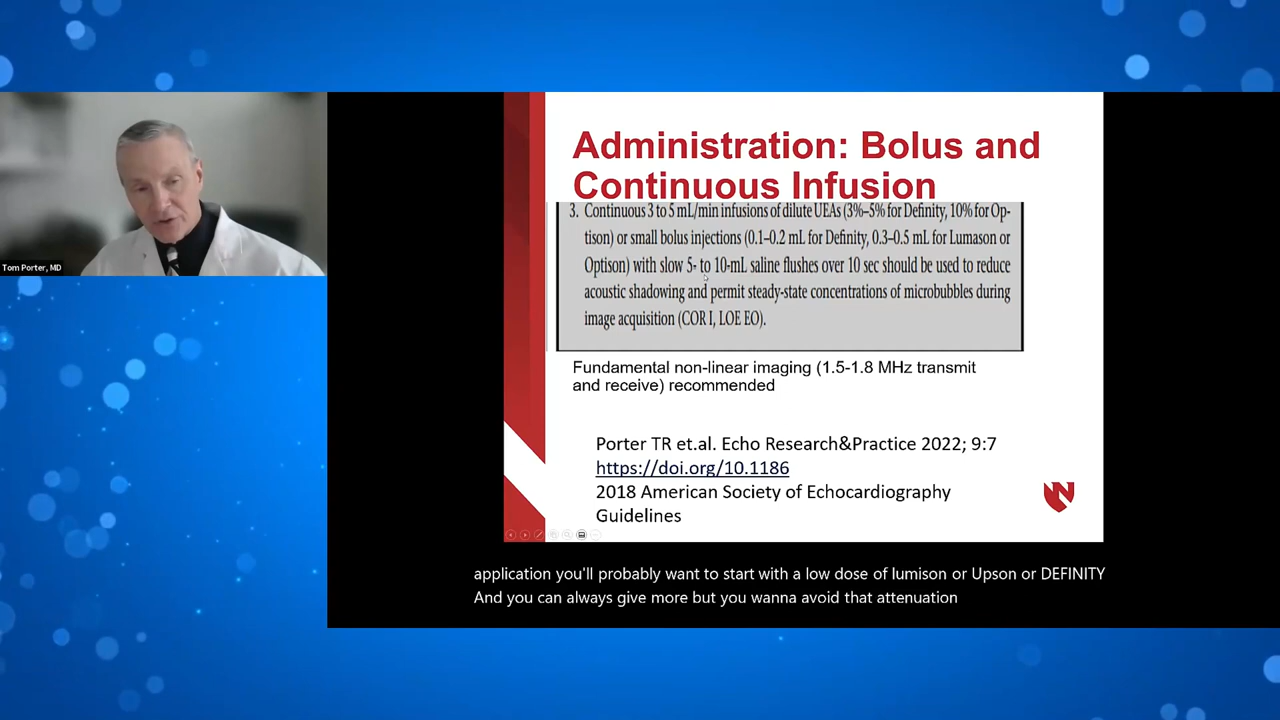 Tom Porter, MD
Administration: Bolus and
Continuous Infusion
3. Continuous 3 to 5 mL/min infusions of dilute UEAs (3%–5% for Definity, 10% for Op-
tison) or small bolus injections (0.1–0.2 mL for Definity, 0.3–0.5 mL for Lumason or
Optison) with slow 5- to 10-mL saline flushes over 10 sec should be used to reduce
acoustic shadowing and permit steady-state concentrations of microbubbles during
image acquisition (COR I, LOE EO).
Fundamental non-linear imaging (1.5-1.8 MHz transmit
and receive) recommended
Porter TR et.al. Echo Research&Practice 2022; 9:7
https://doi.org/10.1186
2018 American Society of Echocardiography
Guidelines
N
application you'll probably want to start with a low dose of lumison or Upson or DEFINITY
And you can always give more but you wanna avoid that attenuation